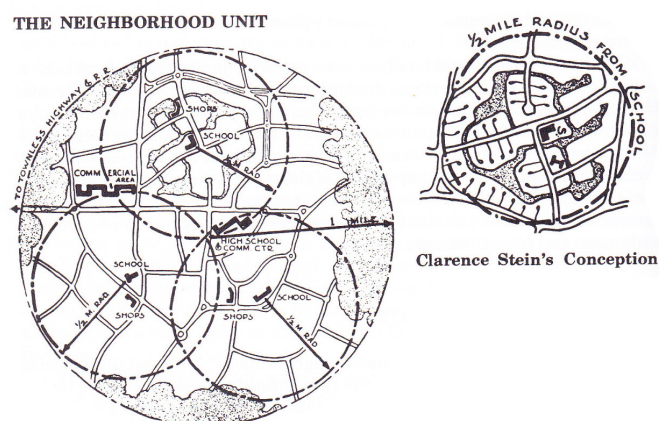 THE NEIGHBORHOOD UNIT
TO TOWNLESS HIGHWAY & R.R.
SHOPS
SCHOOL
½ M. RAD
COMMERCIAL
AREA
1 MILE
HIGH SCHOOL
& COMM CTR.
SCHOOL
SHOPS
½ M. RAD.
SCHOOL
SHOPS
½ M. RAD
½ MILE RADIUS FROM SCHOOL
S
Clarence Stein's Conception